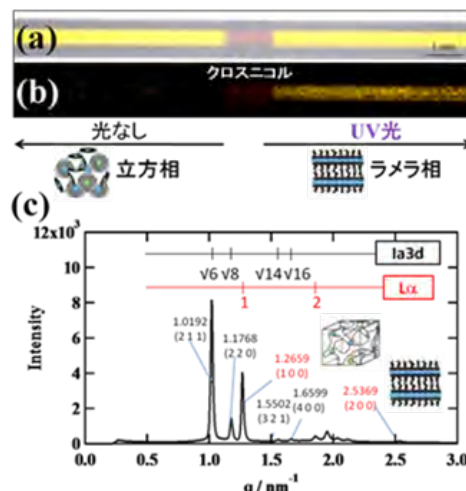 (a)
クロスニコル
(b)
光なし
UV光
立方相
ラメラ相
(c)
12x10³
Ia3d
10
√6 √8 √14 √16
Lα
8
1 2
1.0192
(2 1 1)
1.1768
(2 2 0)
6
1.2659
(1 0 0)
Intensity
4
1.6599
(4 0 0)
2.5369
(2 0 0)
1.5502
(3 2 1)
2
0
0.0 0.5 1.0 1.5 2.0 2.5 3.0
q / nm⁻¹